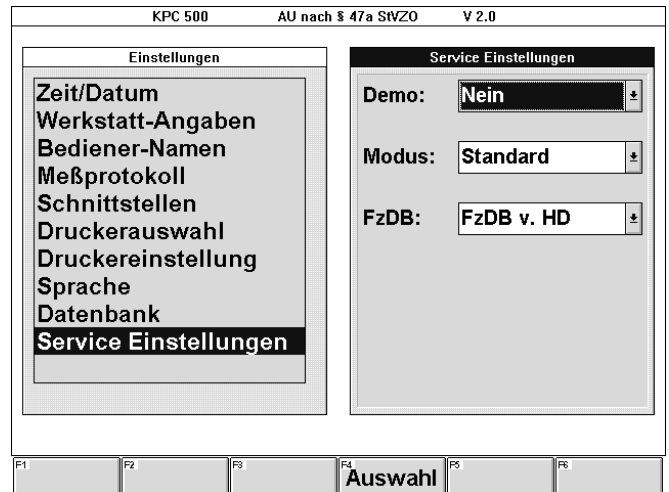 KPC 500 AU nach § 47a StVZO V 2.0
Einstellungen
Zeit/Datum
Werkstatt-Angaben
Bediener-Namen
Meßprotokoll
Schnittstellen
Druckerauswahl
Druckereinstellung
Sprache
Datenbank
Service Einstellungen
Service Einstellungen
Demo: Nein
Modus: Standard
FzDB: FzDB v. HD
F1 F2 F3 F4 Auswahl F5 F6